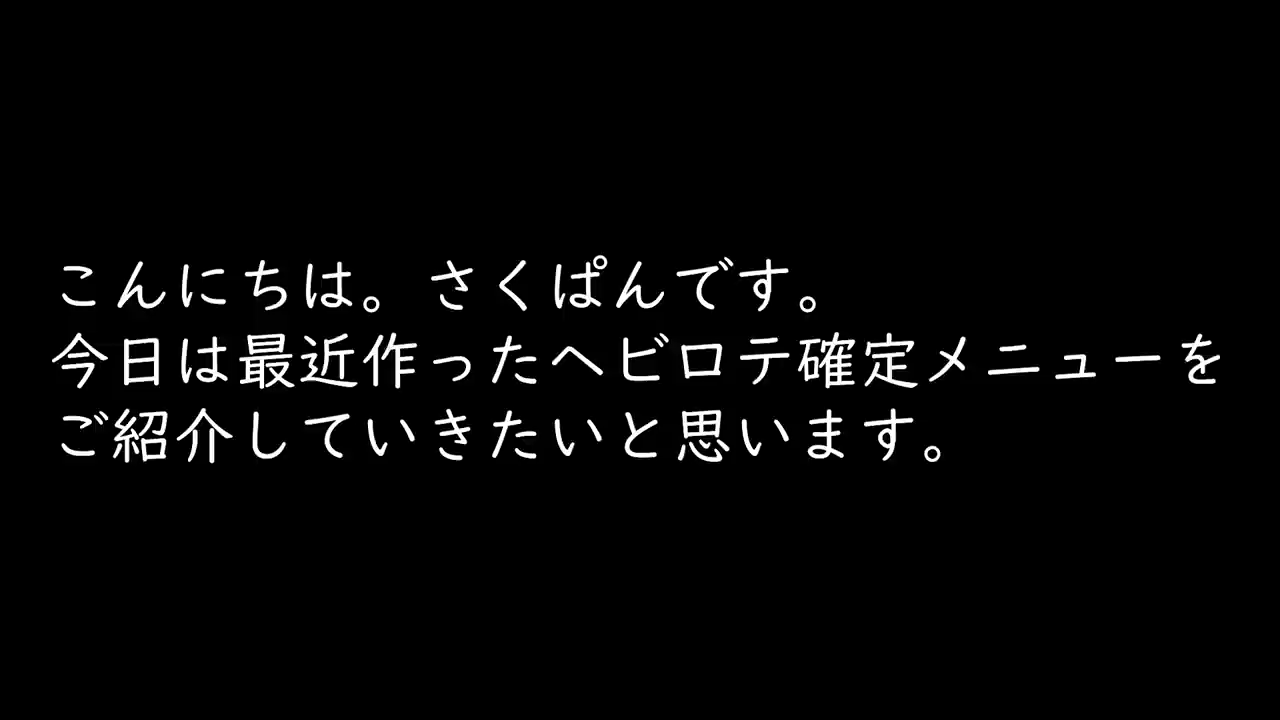 こんにちは。さくぱんです。
今日は最近作ったヘビロテ確定メニューを
ご紹介していきたいと思います。